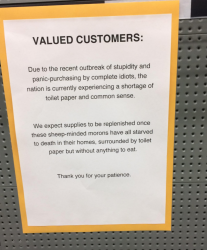 VALUED CUSTOMERS:
Due to the recent outbreak of stupidity and
panic-purchasing by complete idiots, the
nation is currently experiencing a shortage of
toilet paper and common sense.
We expect supplies to be replenished once
these sheep-minded morons have all starved
to death in their homes, surrounded by toilet
paper but without anything to eat.
Thank you for your patience.